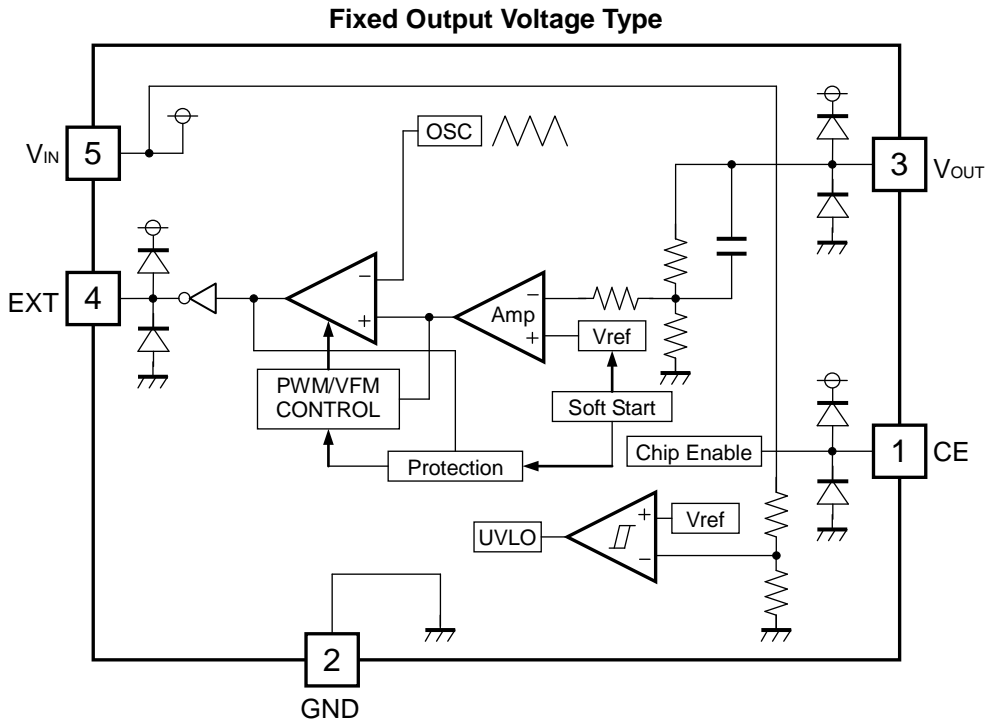 Fixed Output Voltage Type
OSC
VIN
5
3
VOUT
EXT
4
−
+
Amp
−
+
Vref
PWM/VFM
CONTROL
Soft Start
Protection
Chip Enable
1
CE
UVLO
+
−
Vref
2
GND